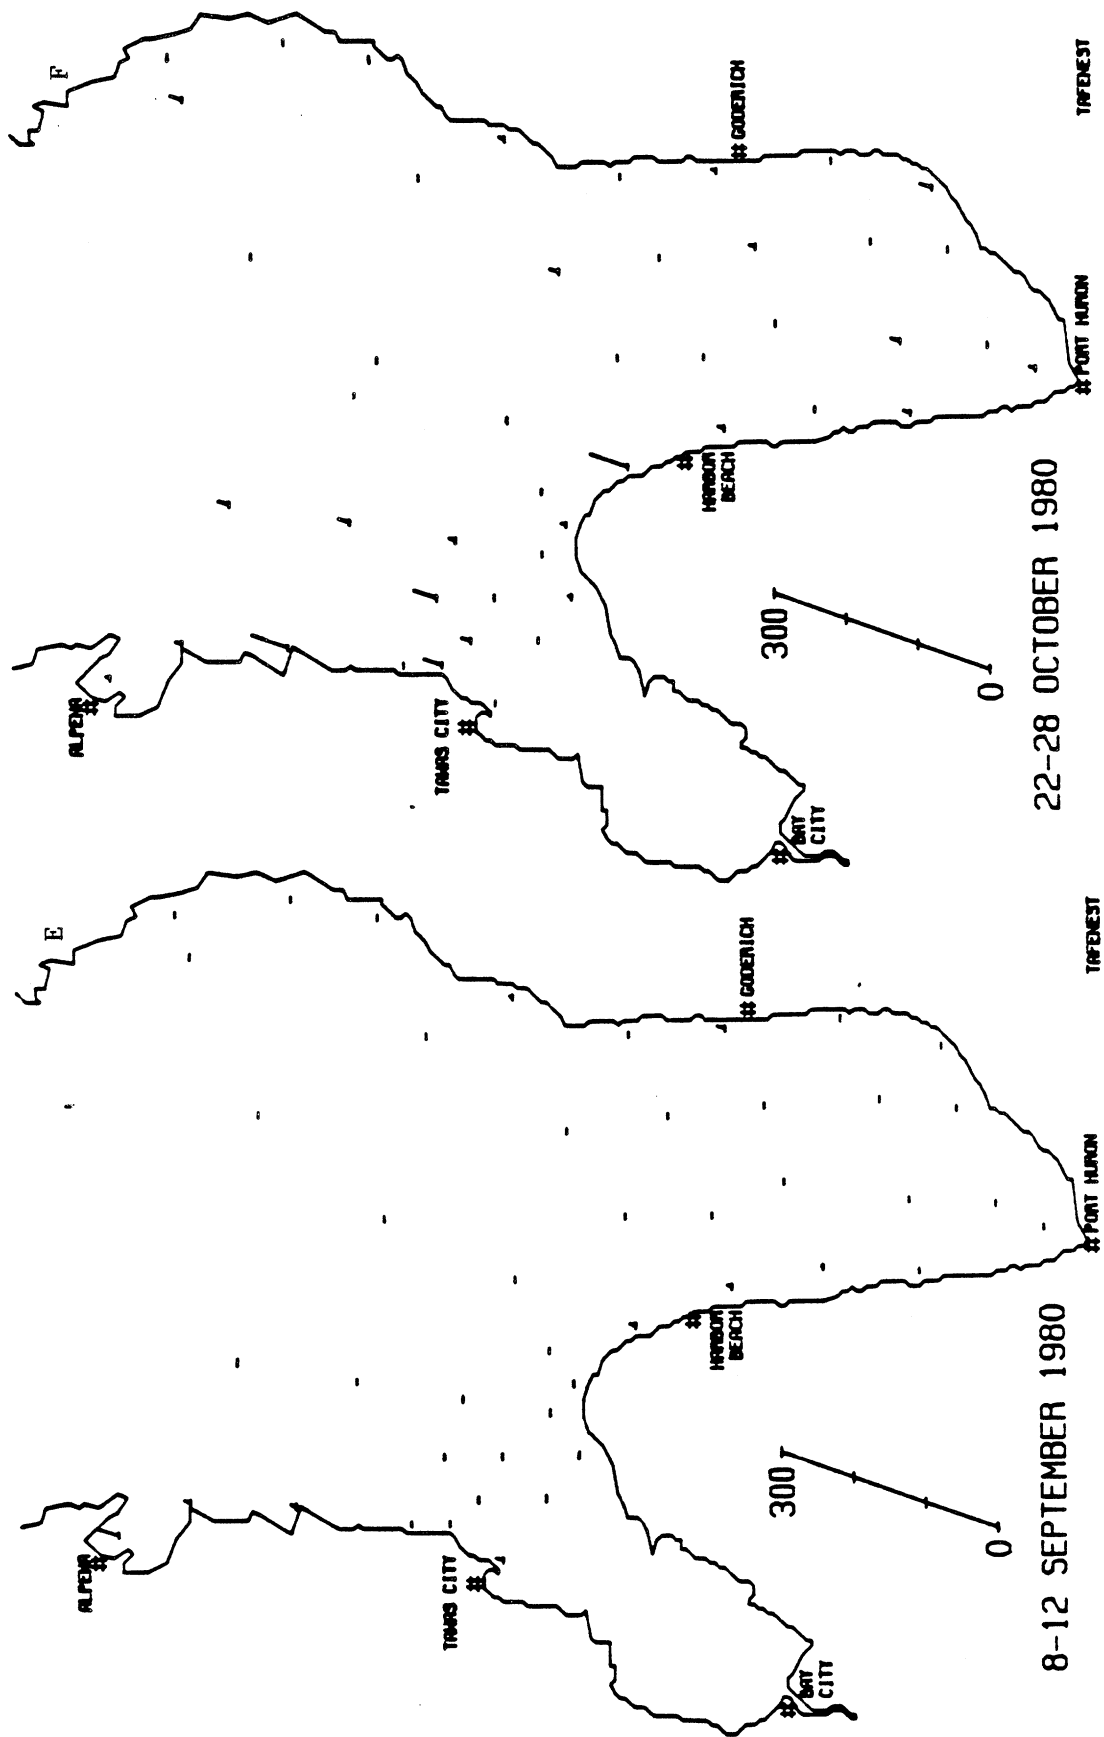 E
ALPENA
#
TAWAS CITY
#
# GODERICH
#
HARBOR
BEACH
#
BAY
CITY
# PORT HURON
300
0
8-12 SEPTEMBER 1980
TAFENEST
F
ALPENA
#
TAWAS CITY
#
# GODERICH
#
HARBOR
BEACH
#
BAY
CITY
# PORT HURON
300
0
22-28 OCTOBER 1980
TAFENEST